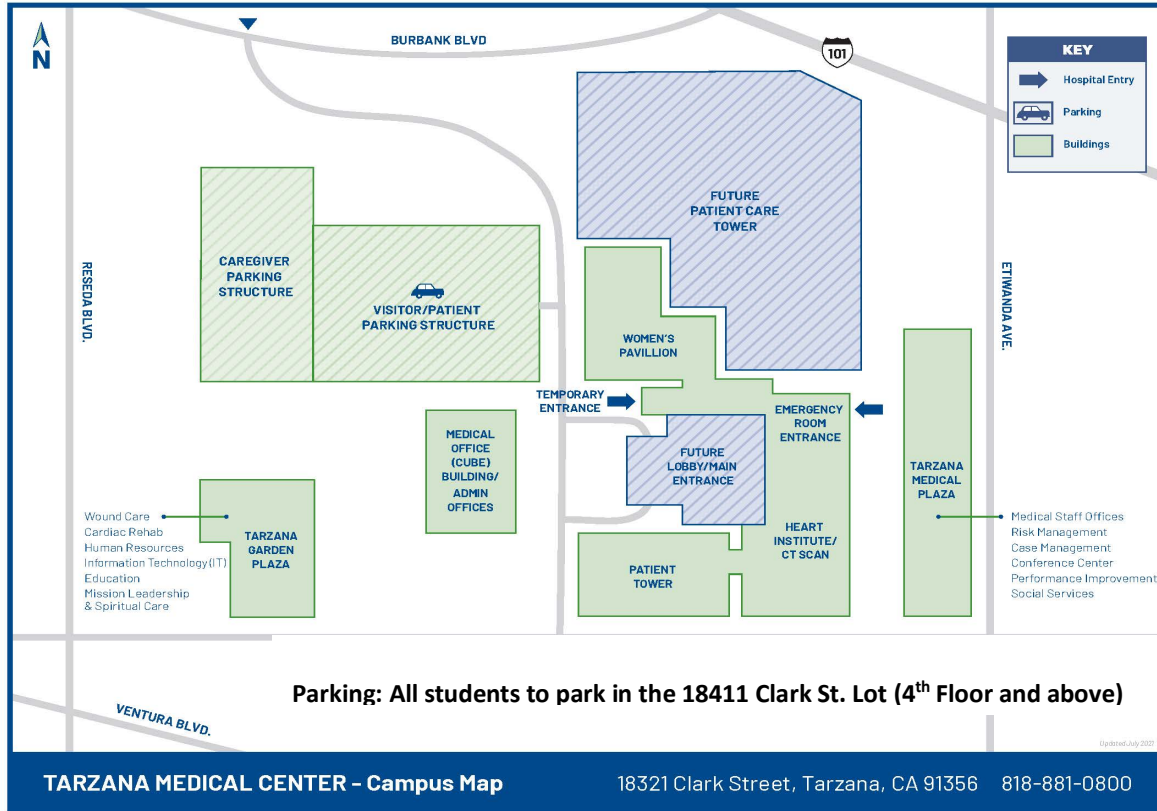 BURBANK BLVD
N
101
KEY
Hospital Entry
Parking
Buildings
FUTURE
PATIENT CARE
TOWER
CAREGIVER
PARKING
STRUCTURE
VISITOR/PATIENT
PARKING STRUCTURE
RESEDA BLVD.
ETIWANDA AVE.
WOMEN'S
PAVILLION
TEMPORARY
ENTRANCE
EMERGENCY
ROOM
ENTRANCE
MEDICAL
OFFICE
(CUBE)
BUILDING/
ADMIN
OFFICES
FUTURE
LOBBY/MAIN
ENTRANCE
TARZANA
MEDICAL
PLAZA
Wound Care
Cardiac Rehab
Human Resources
Information Technology (IT)
Education
Mission Leadership
& Spiritual Care
TARZANA
GARDEN
PLAZA
HEART
INSTITUTE/
CT SCAN
PATIENT
TOWER
Medical Staff Offices
Risk Management
Case Management
Conference Center
Performance Improvement
Social Services
Parking: All students to park in the 18411 Clark St. Lot (4th Floor and above)
VENTURA BLVD.
Updated July 2021
TARZANA MEDICAL CENTER - Campus Map
18321 Clark Street, Tarzana, CA 91356 818-881-0800